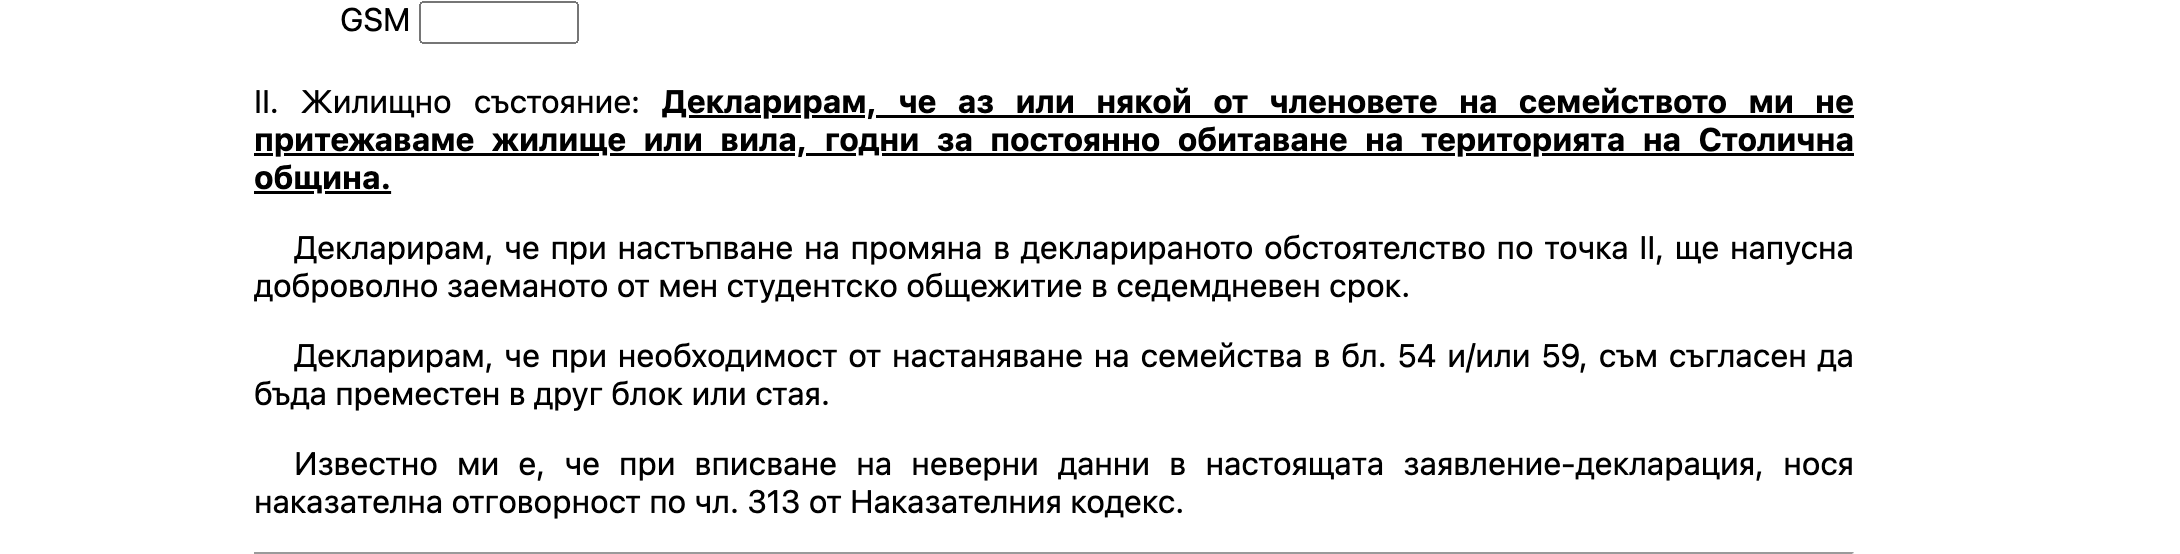 GSM
II. Жилищно състояние: Декларирам, че аз или някой от членовете на семейството ми не
притежаваме жилище или вила, годни за постоянно обитаване на територията на Столична
община.
Декларирам, че при настъпване на промяна в декларираното обстоятелство по точка II, ще напусна
доброволно заеманото от мен студентско общежитие в седемдневен срок.
Декларирам, че при необходимост от настаняване на семейства в бл. 54 и/или 59, съм съгласен да
бъда преместен в друг блок или стая.
Известно ми е, че при вписване на неверни данни в настоящата заявление-декларация, нося
наказателна отговорност по чл. 313 от Наказателния кодекс.